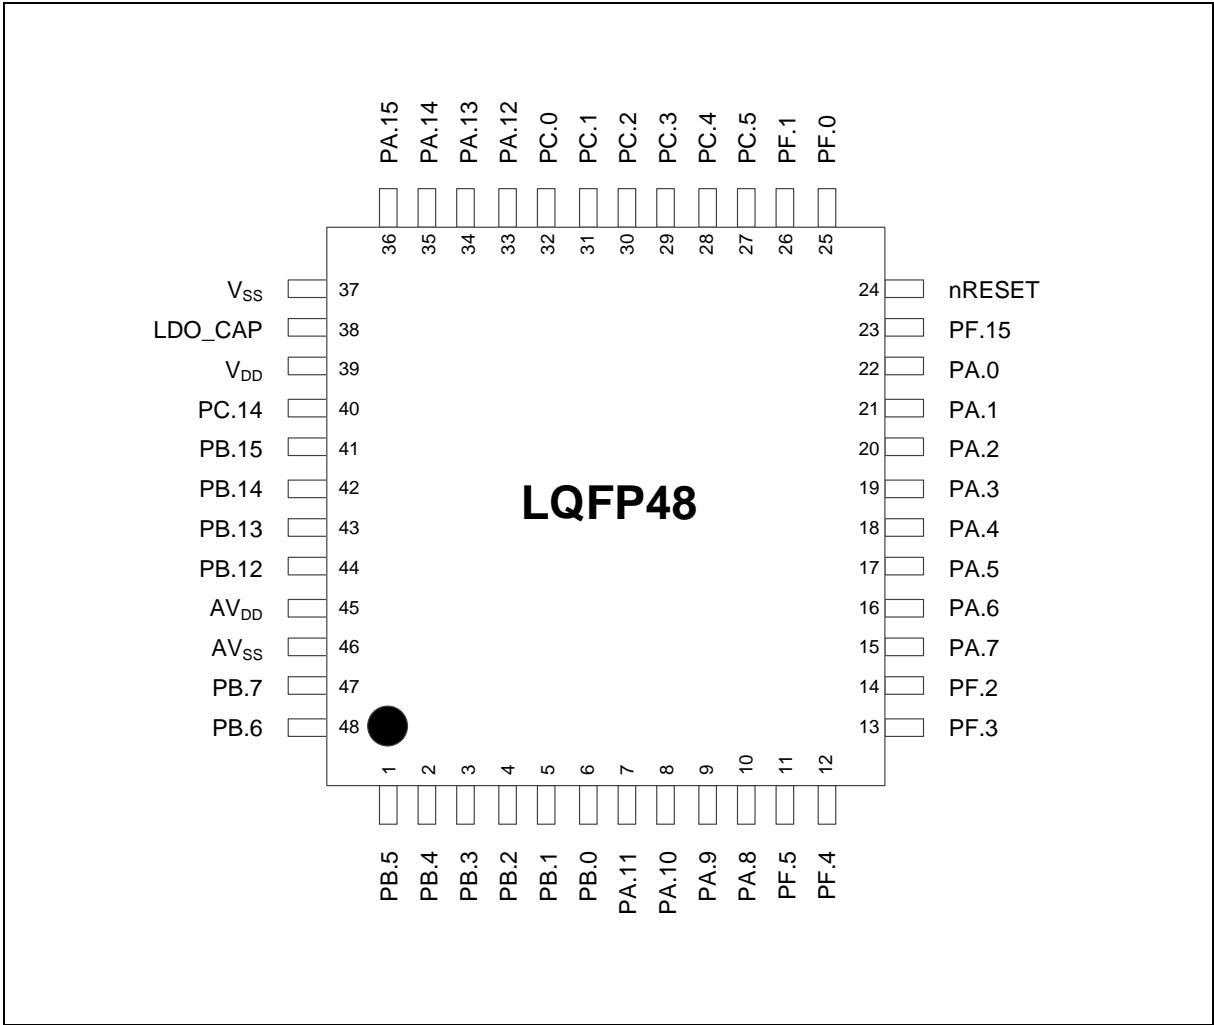 PA.15 PA.14 PA.13 PA.12 PC.0 PC.1 PC.2 PC.3 PC.4 PC.5 PF.1 PF.0
36 35 34 33 32 31 30 29 28 27 26 25
VSS 37 24 nRESET
LDO_CAP 38 23 PF.15
VDD 39 22 PA.0
PC.14 40 21 PA.1
PB.15 41 20 PA.2
PB.14 42 19 PA.3
LQFP48
PB.13 43 18 PA.4
PB.12 44 17 PA.5
AVDD 45 16 PA.6
AVSS 46 15 PA.7
PB.7 47 14 PF.2
PB.6 48 13 PF.3
1 2 3 4 5 6 7 8 9 10 11 12
PB.5 PB.4 PB.3 PB.2 PB.1 PB.0 PA.11 PA.10 PA.9 PA.8 PF.5 PF.4